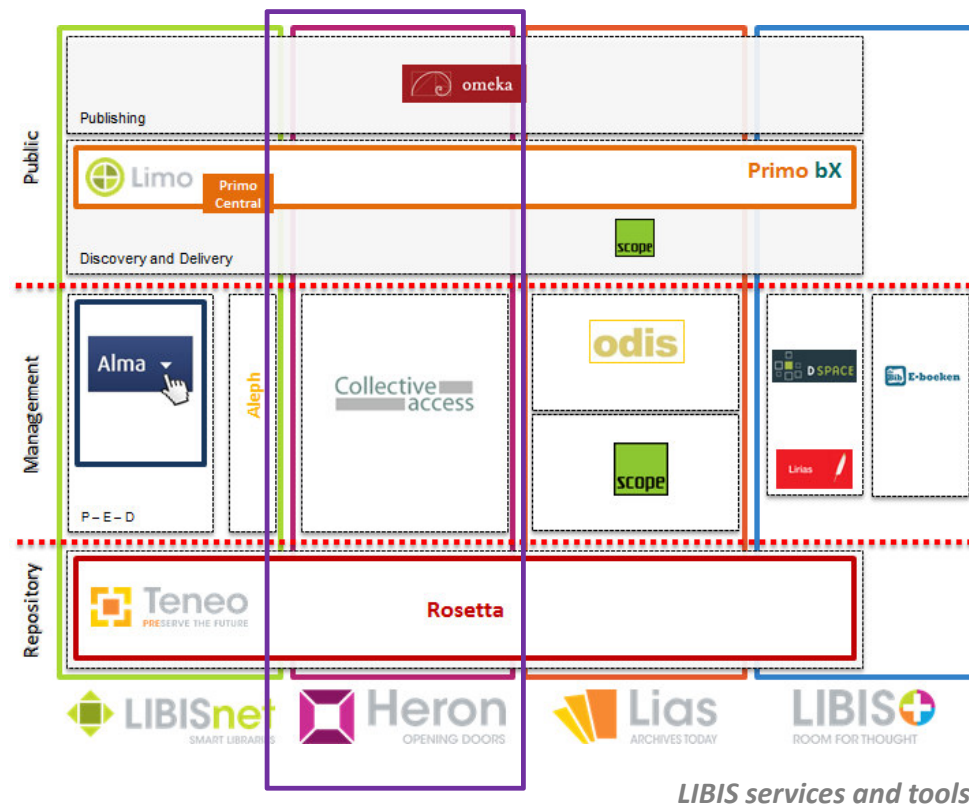 Public
Management
Repository
omeka
Publishing
Limo
Primo
Central
Primo bX
scope
Discovery and Delivery
Alma
P – E – D
Aleph
Collective
access
odis
scope
DSPACE
Lirias
Bib E·boeken
Teneo
PRESERVE THE FUTURE
Rosetta
LIBISnet
SMART LIBRARIES
Heron
OPENING DOORS
Lias
ARCHIVES TODAY
LIBIS
ROOM FOR THOUGHT
LIBIS services and tools